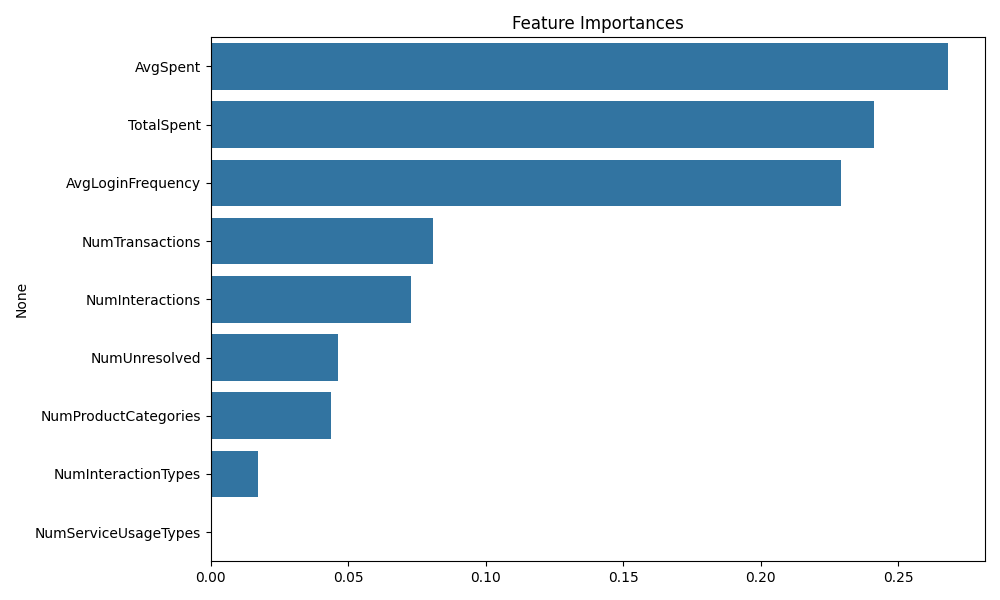 Feature Importances
None
AvgSpent
TotalSpent
AvgLoginFrequency
NumTransactions
NumInteractions
NumUnresolved
NumProductCategories
NumInteractionTypes
NumServiceUsageTypes
0.00 0.05 0.10 0.15 0.20 0.25